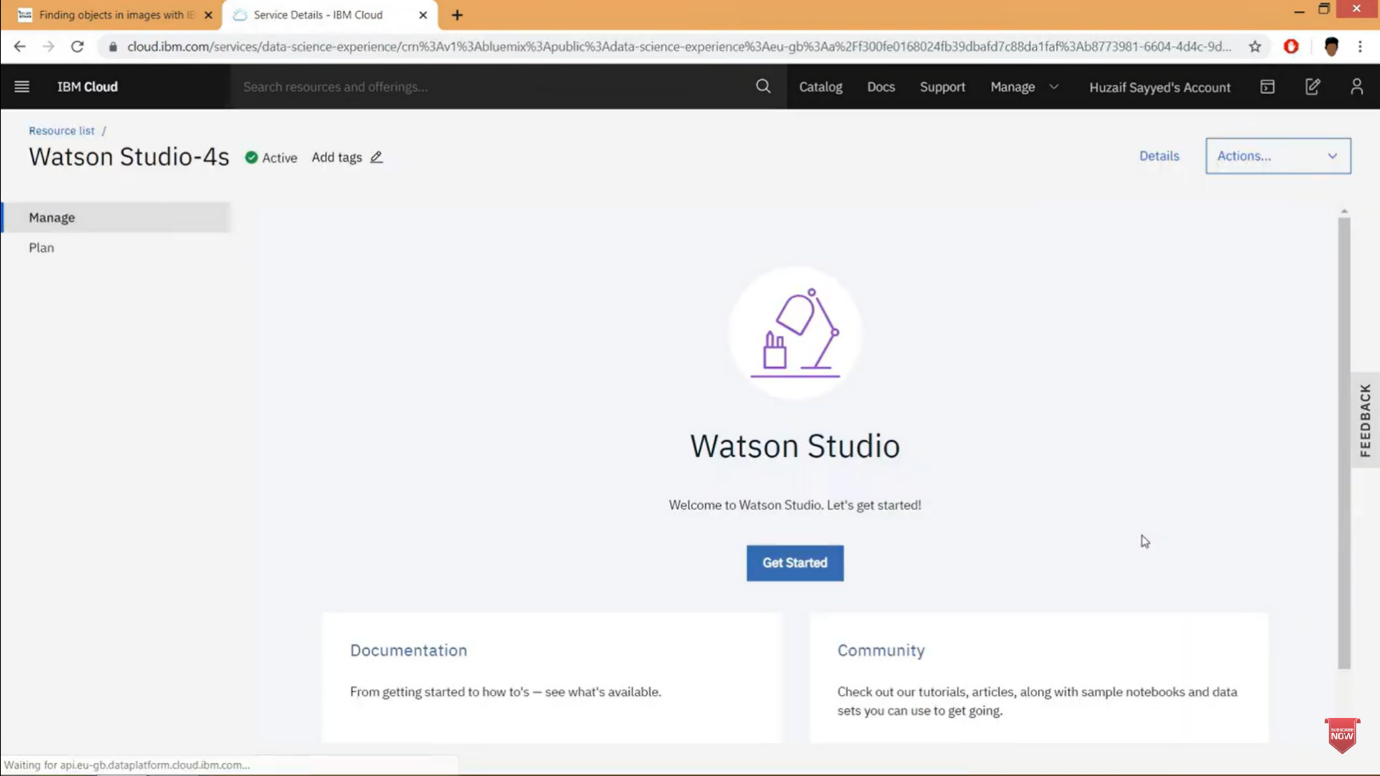 Finding objects in images with IB
Service Details - IBM Cloud
cloud.ibm.com/services/data-science-experience/crn%3Av1%3Abluemix%3Apublic%3Adata-science-experience%3Aeu-gb%3Aa%2Ff300fe0168024fb39dbafd7c88da1faf%3Ab8773981-6604-4d4c-9d...
IBM Cloud
Search resources and offerings...
Catalog
Docs
Support
Manage
Huzaif Sayyed's Account
Resource list /
Watson Studio-4s
Active
Add tags
Details
Actions...
Manage
Plan
Watson Studio
Welcome to Watson Studio. Let's get started!
Get Started
FEEDBACK
Documentation
From getting started to how to's — see what's available.
Community
Check out our tutorials, articles, along with sample notebooks and data
sets you can use to get going.
SUBSCRIBE
NOW
Waiting for api.eu-gb.dataplatform.cloud.ibm.com...